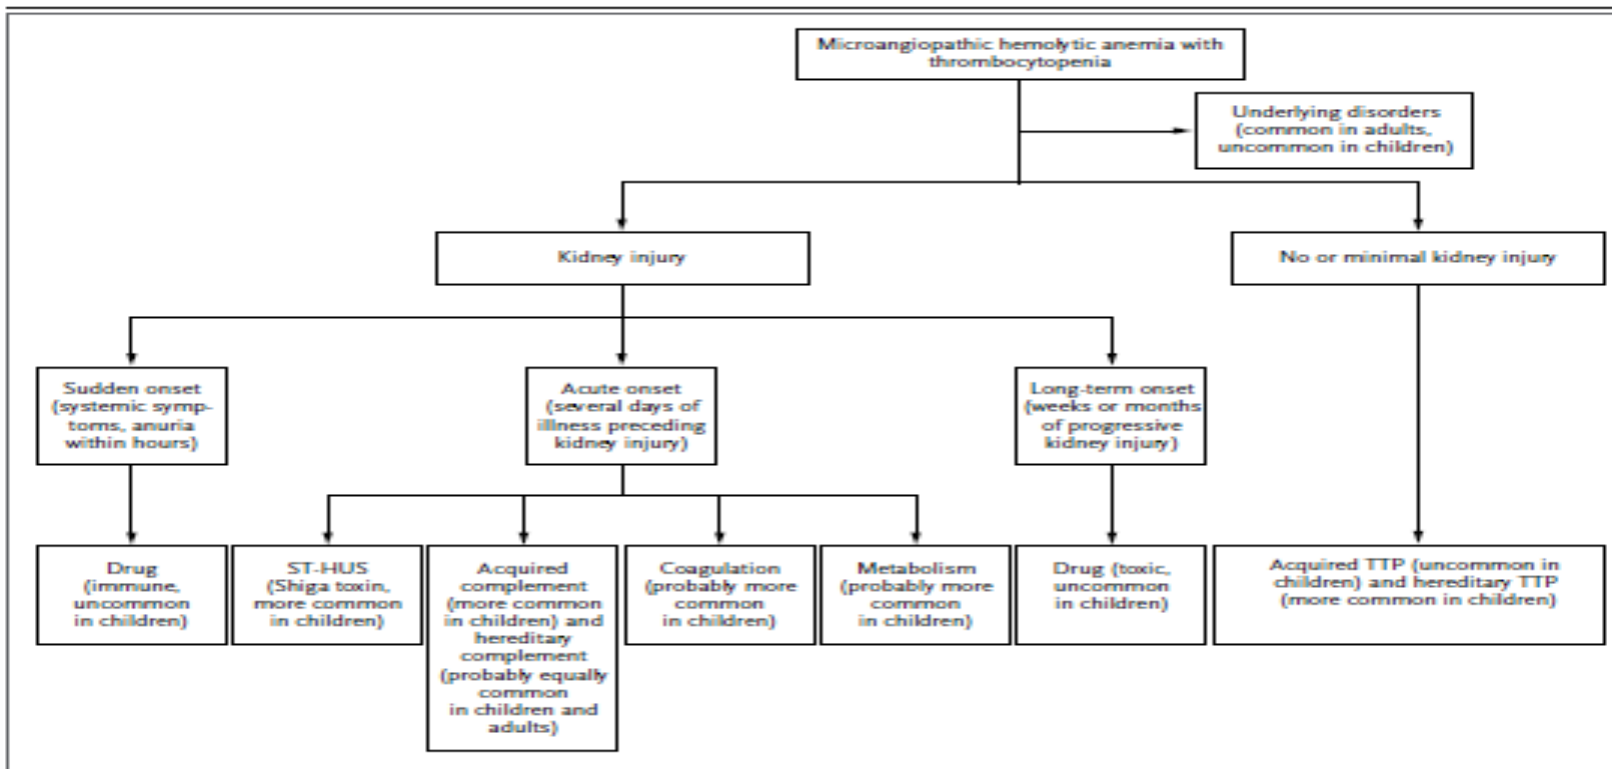 Microangiopathic hemolytic anemia with
thrombocytopenia
Underlying disorders
(common in adults,
uncommon in children)
Kidney injury
No or minimal kidney injury
Sudden onset
(systemic symp-
toms, anuria
within hours)
Acute onset
(several days of
illness preceding
kidney injury)
Long-term onset
(weeks or months
of progressive
kidney injury)
Drug
(immune,
uncommon
in children)
ST-HUS
(Shiga toxin,
more common
in children)
Acquired
complement
(more common
in children) and
hereditary
complement
(probably equally
common
in children and
adults)
Coagulation
(probably more
common
in children)
Metabolism
(probably more
common
in children)
Drug (toxic,
uncommon
in children)
Acquired TTP (uncommon in
children) and hereditary TTP
(more common in children)